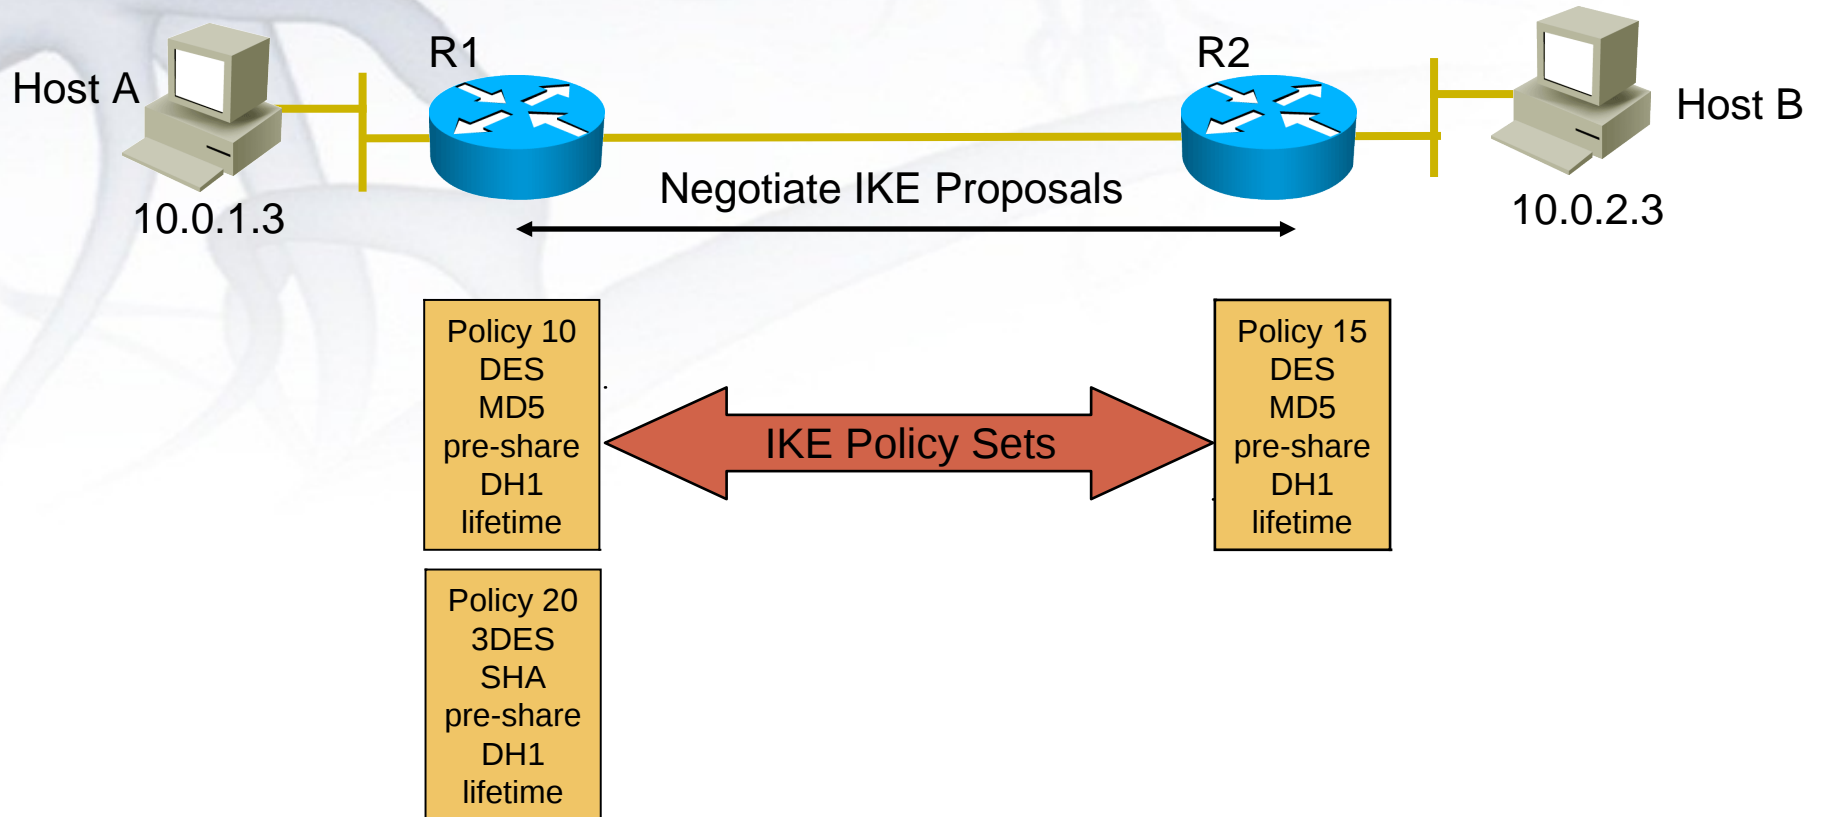 R1
R2
Host A
Host B
Negotiate IKE Proposals
10.0.1.3
10.0.2.3
Policy 10
DES
MD5
pre-share
DH1
lifetime
IKE Policy Sets
Policy 15
DES
MD5
pre-share
DH1
lifetime
Policy 20
3DES
SHA
pre-share
DH1
lifetime